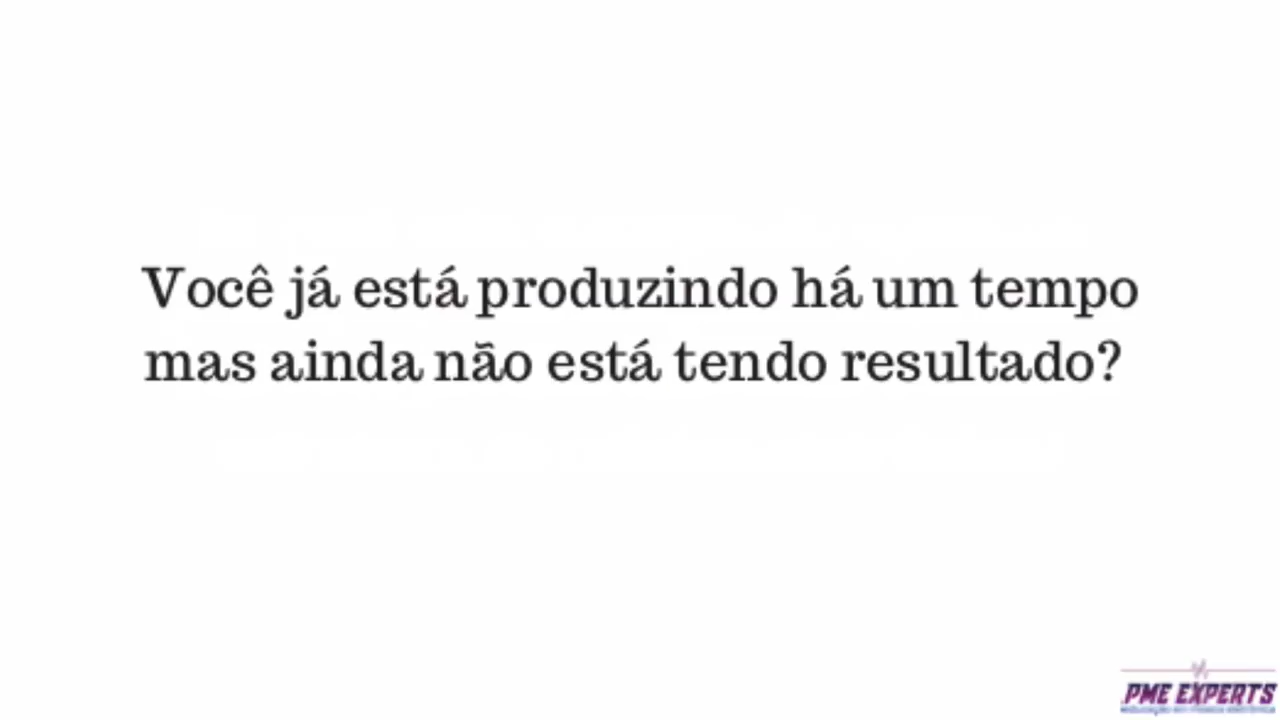 Você já está produzindo há um tempo
mas ainda não está tendo resultado?
PME EXPERTS